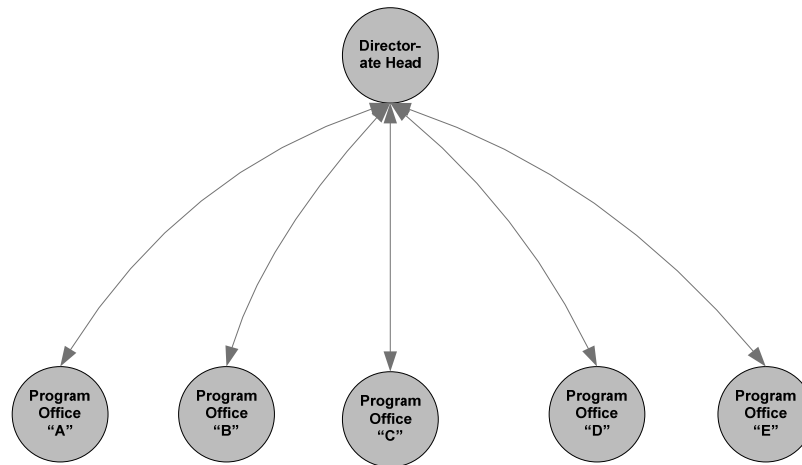 Director-
ate Head
Program
Office
“A”
Program
Office
“B”
Program
Office
“C”
Program
Office
“D”
Program
Office
“E”